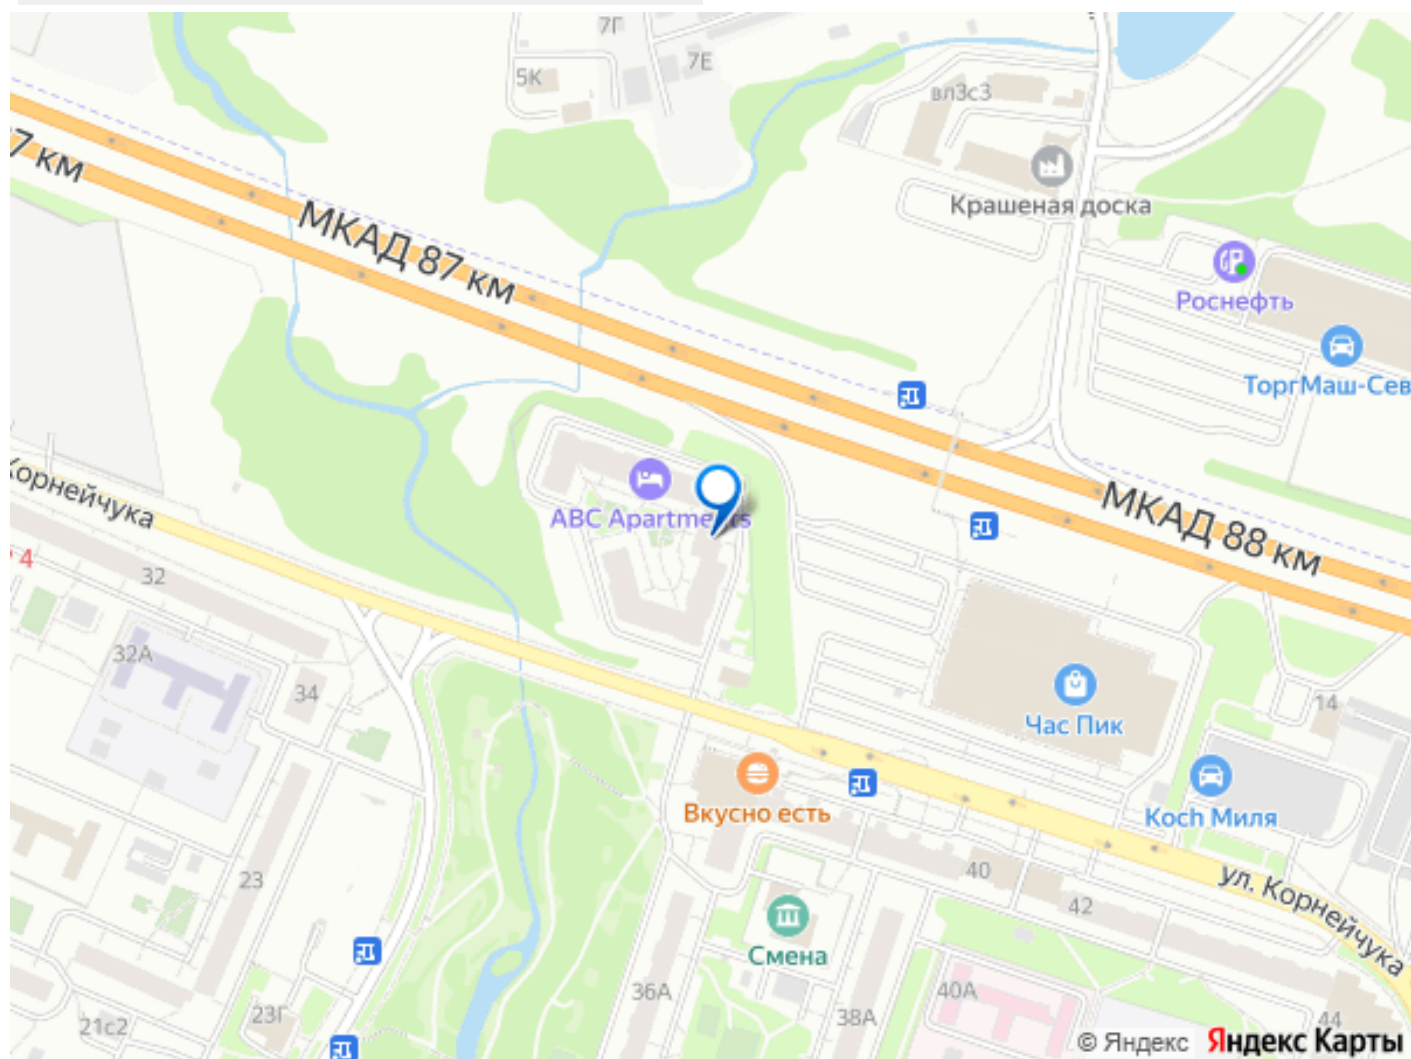 7Г
7Е
5К
вл3с3
7 км
МКАД 87 км
Крашеная доска
Роснефть
ТоргМаш-Сев
ABC Apartments
МКАД 88 км
Корнейчука
4
32
32А
34
Час Пик
14
Вкусно есть
Koch Миля
23
40
42
ул. Корнейчука
Смена
36А
38А
40А
44
21с2
23Г
© Яндекс Яндекс Карты